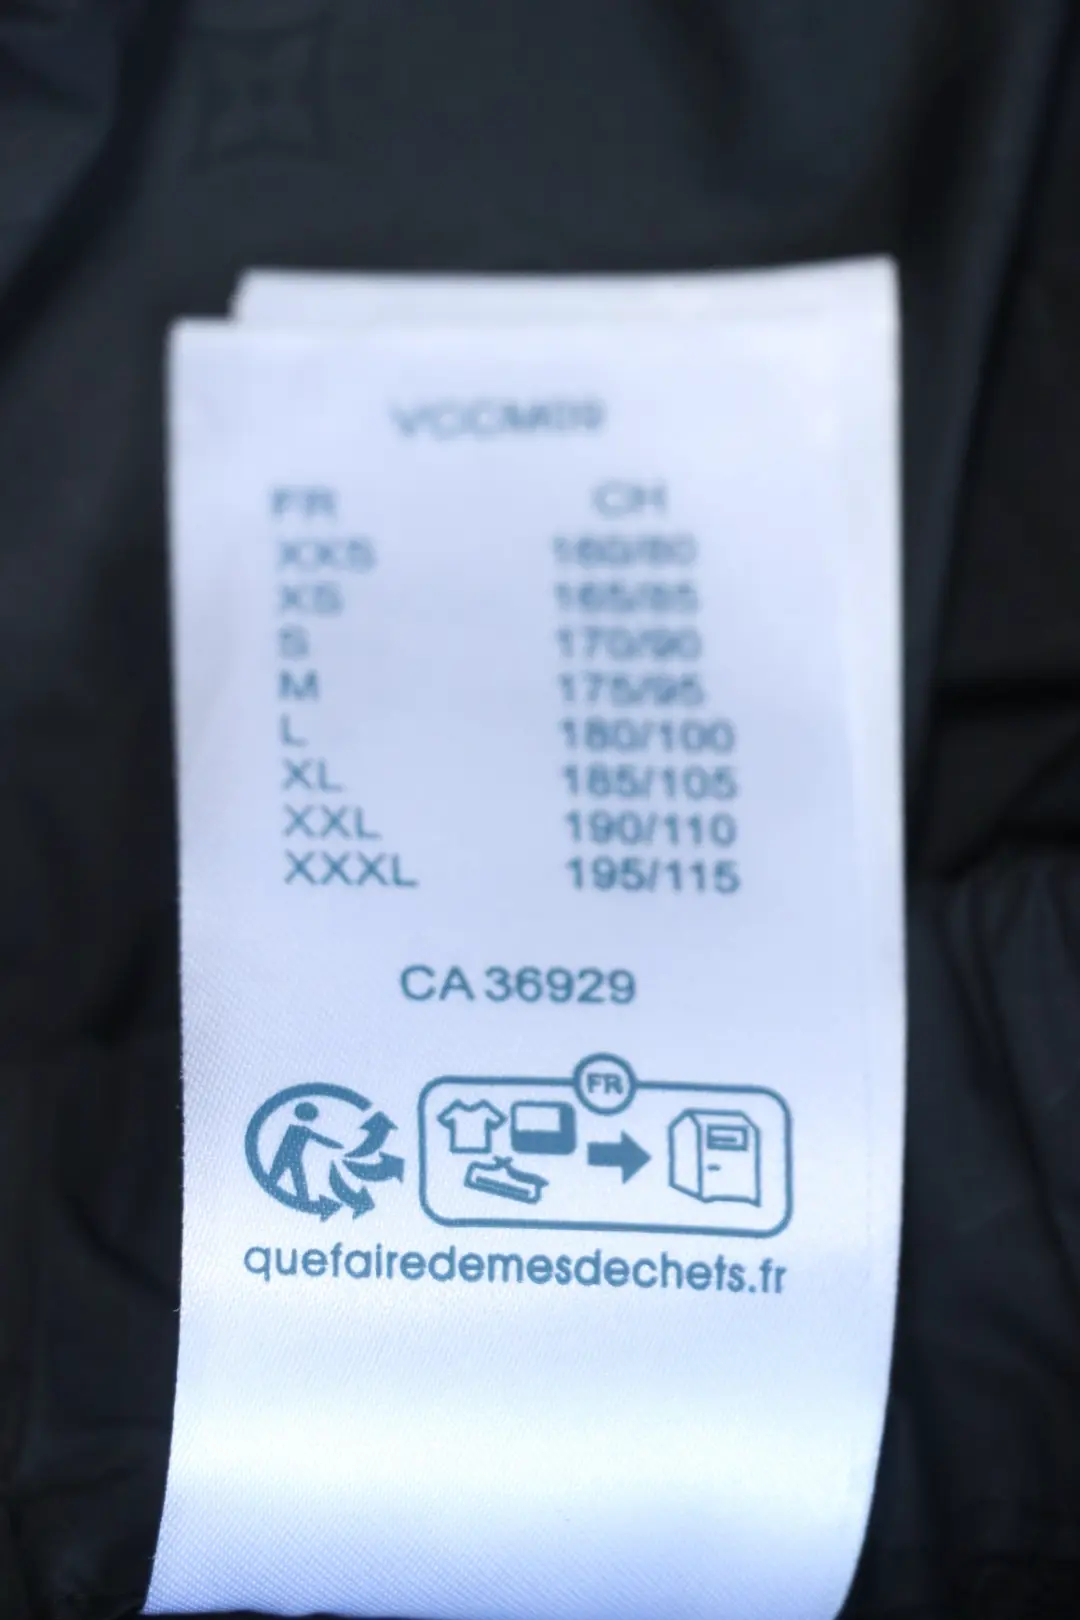 VCCM09
FR CH
XXS 160/80
XS 165/85
S 170/90
M 175/95
L 180/100
XL 185/105
XXL 190/110
XXXL 195/115
CA 36929
FR
quefairedemesdechets.fr